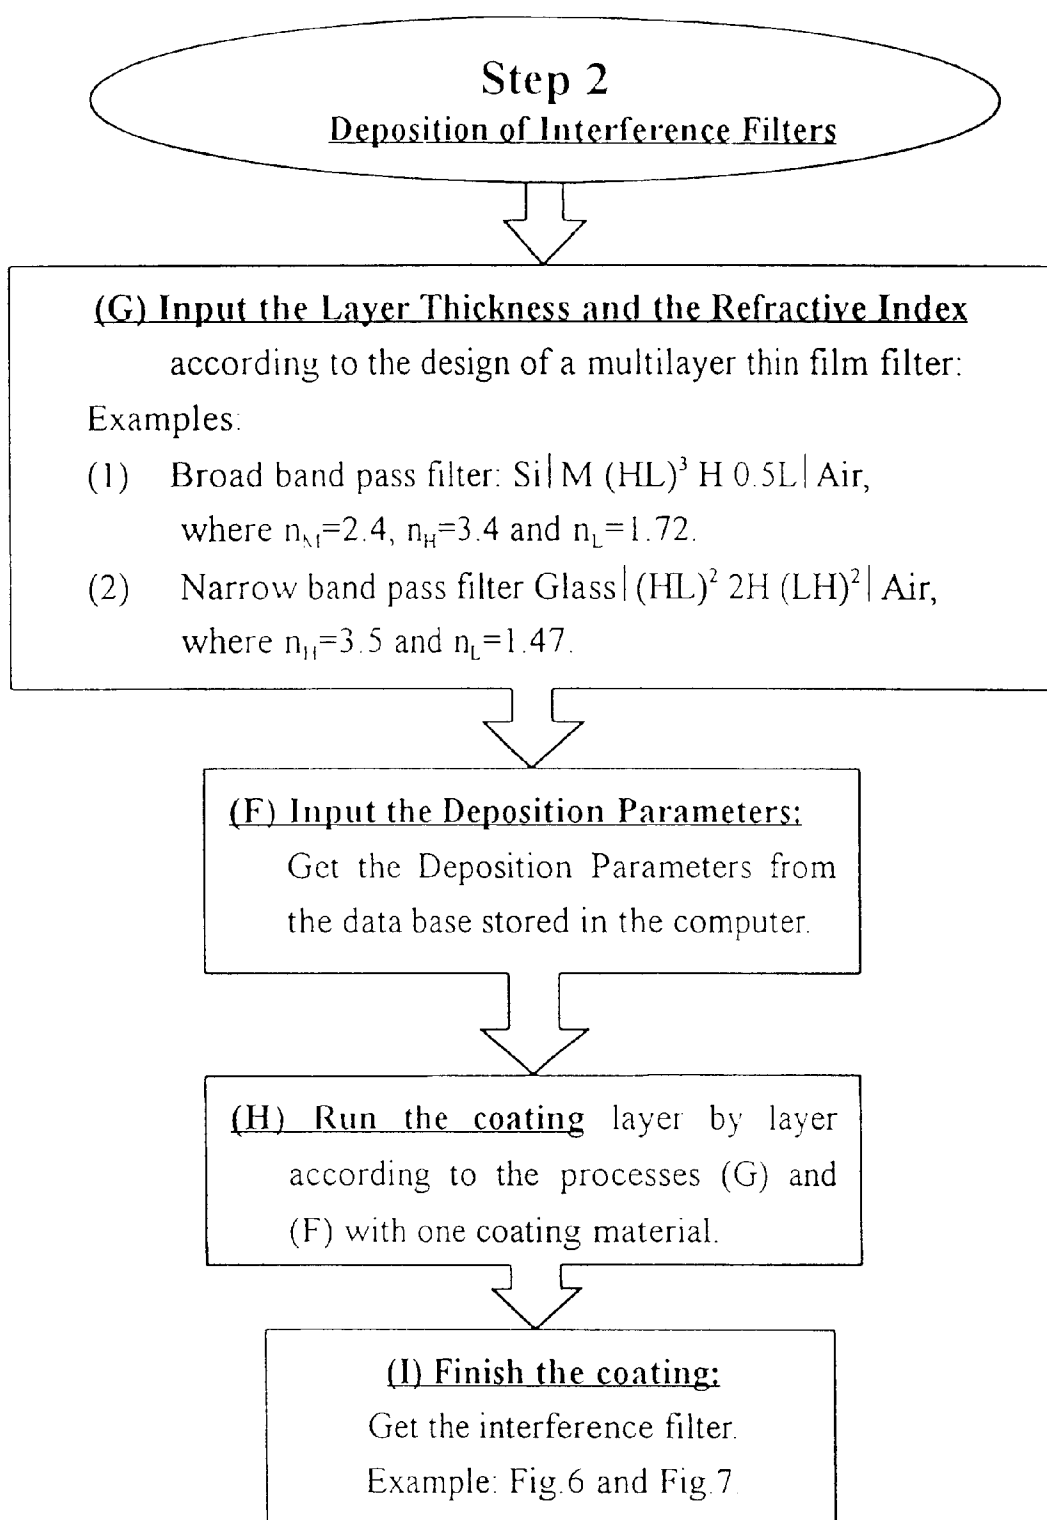 Step 2
Deposition of Interference Filters
(G) Input the Layer Thickness and the Refractive Index
according to the design of a multilayer thin film filter:
Examples:
(1) Broad band pass filter: Si|M (HL)³ H 0.5L|Air,
where n_M=2.4, n_H=3.4 and n_L=1.72.
(2) Narrow band pass filter Glass|(HL)² 2H (LH)²|Air,
where n_H=3.5 and n_L=1.47.
(F) Input the Deposition Parameters:
Get the Deposition Parameters from
the data base stored in the computer.
(H) Run the coating layer by layer
according to the processes (G) and
(F) with one coating material.
(I) Finish the coating:
Get the interference filter.
Example: Fig.6 and Fig.7